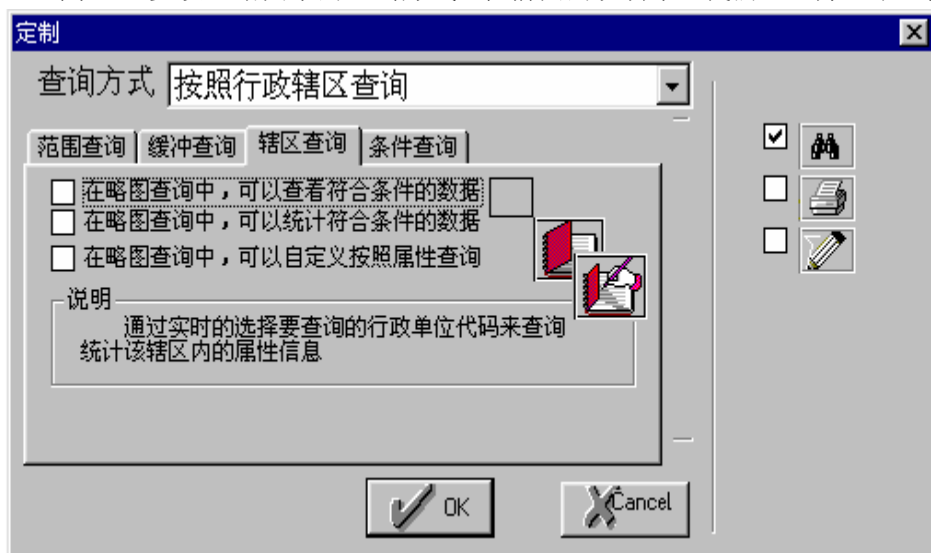 定制
查询方式 按照行政辖区查询
范围查询 缓冲查询 辖区查询 条件查询
在略图查询中，可以查看符合条件的数据
在略图查询中，可以统计符合条件的数据
在略图查询中，可以自定义按照属性查询
说明
通过实时的选择要查询的行政单位代码来查询
统计该辖区内的属性信息
OK Cancel